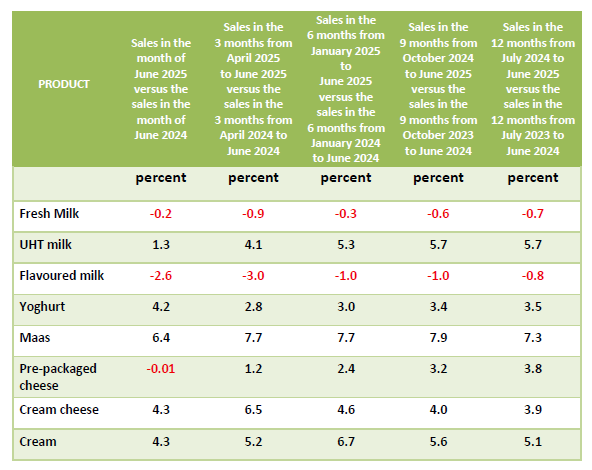 PRODUCT
Sales in the
month of
June 2025
versus the
sales in the
month of
June 2024
Sales in the
3 months from
April 2025
to June 2025
versus the
sales in the
3 months from
April 2024 to
June 2024
Sales in the
6 months from
January 2025
to
June 2025
versus the
sales in the
6 months from
January 2024
to June 2024
Sales in the
9 months from
October 2024
to June 2025
versus the
sales in the
9 months from
October 2023
to June 2024
Sales in the
12 months from
July 2024 to
June 2025
versus the
sales in the
12 months from
July 2023 to
June 2024
percent percent percent percent percent
Fresh Milk -0.2 -0.9 -0.3 -0.6 -0.7
UHT milk 1.3 4.1 5.3 5.7 5.7
Flavoured milk -2.6 -3.0 -1.0 -1.0 -0.8
Yoghurt 4.2 2.8 3.0 3.4 3.5
Maas 6.4 7.7 7.7 7.9 7.3
Pre-packaged
cheese -0.01 1.2 2.4 3.2 3.8
Cream cheese 4.3 6.5 4.6 4.0 3.9
Cream 4.3 5.2 6.7 5.6 5.1